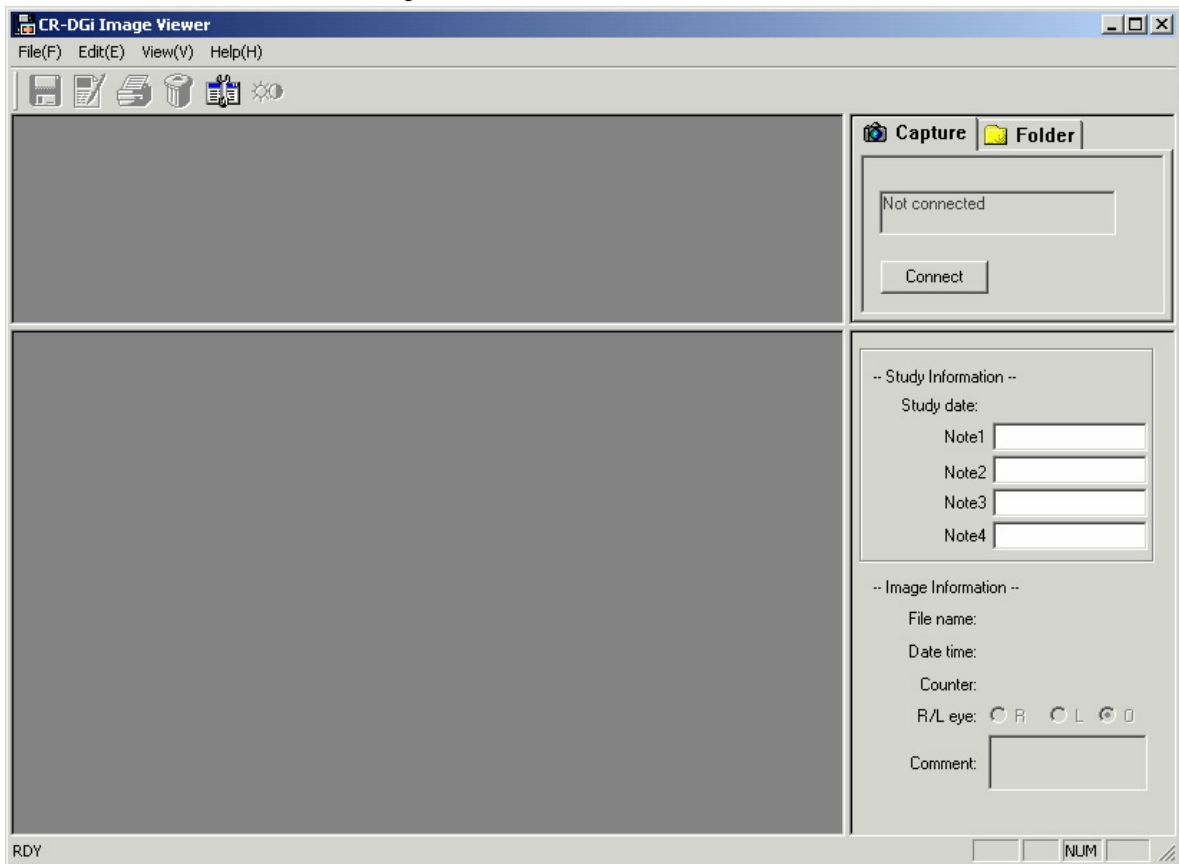 CR-DGi Image Viewer
File(F) Edit(E) View(V) Help(H)
Capture Folder
Not connected
Connect
-- Study Information --
Study date:
Note1
Note2
Note3
Note4
-- Image Information --
File name:
Date time:
Counter:
R/L eye: R L O
Comment:
RDY NUM